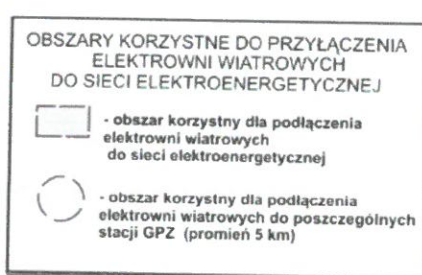 OBSZARY KORZYSTNE DO PRZYŁĄCZENIA
ELEKTROWNI WIATROWYCH
DO SIECI ELEKTROENERGETYCZNEJ
- obszar korzystny dla podłączenia
elektrowni wiatrowych
do sieci elektroenergetycznej
- obszar korzystny dla podłączenia
elektrowni wiatrowych do poszczególnych
stacji GPZ (promień 5 km)